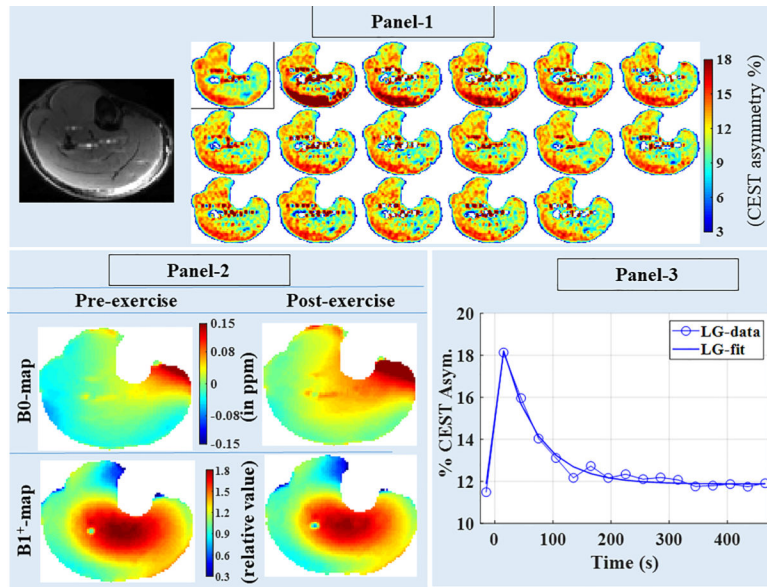 Panel-1
18
15
12
9
6
3
(CEST asymmetry %)
Panel-2
Pre-exercise
Post-exercise
B0-map
0.15
0.08
0
-0.08
-0.15
(in ppm)
B1+-map
1.8
1.5
1.2
0.9
0.6
0.3
(relative value)
Panel-3
20
18
16
14
12
10
% CEST Asym.
LG-data
LG-fit
0 100 200 300 400
Time (s)